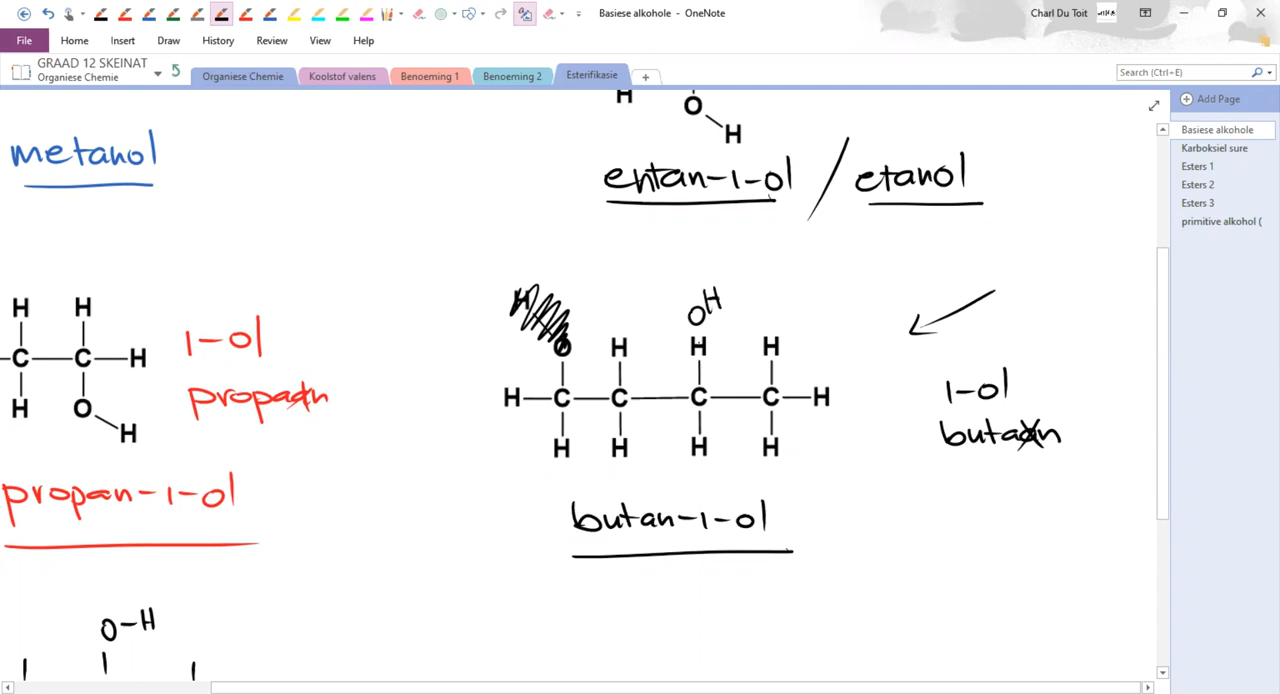 Basiese alkohole - OneNote
Charl Du Toit
File Home Insert Draw History Review View Help
GRAAD 12 SKEINAT
Organiese Chemie
Organiese Chemie Koolstof valens Benoeming 1 Benoeming 2 Esterifikasie +
Search (Ctrl+E)
Add Page
Basiese alkohole
Karboksiel sure
Esters 1
Esters 2
Esters 3
primitive alkohol (
H O
H
metanol
entan-1-ol / etanol
H H
C C H
H O
H
1-ol
propan
propan-1-ol
H OH
O H H H
H C C C C H
H H H H
1-ol
butan
butan-1-ol
O-H